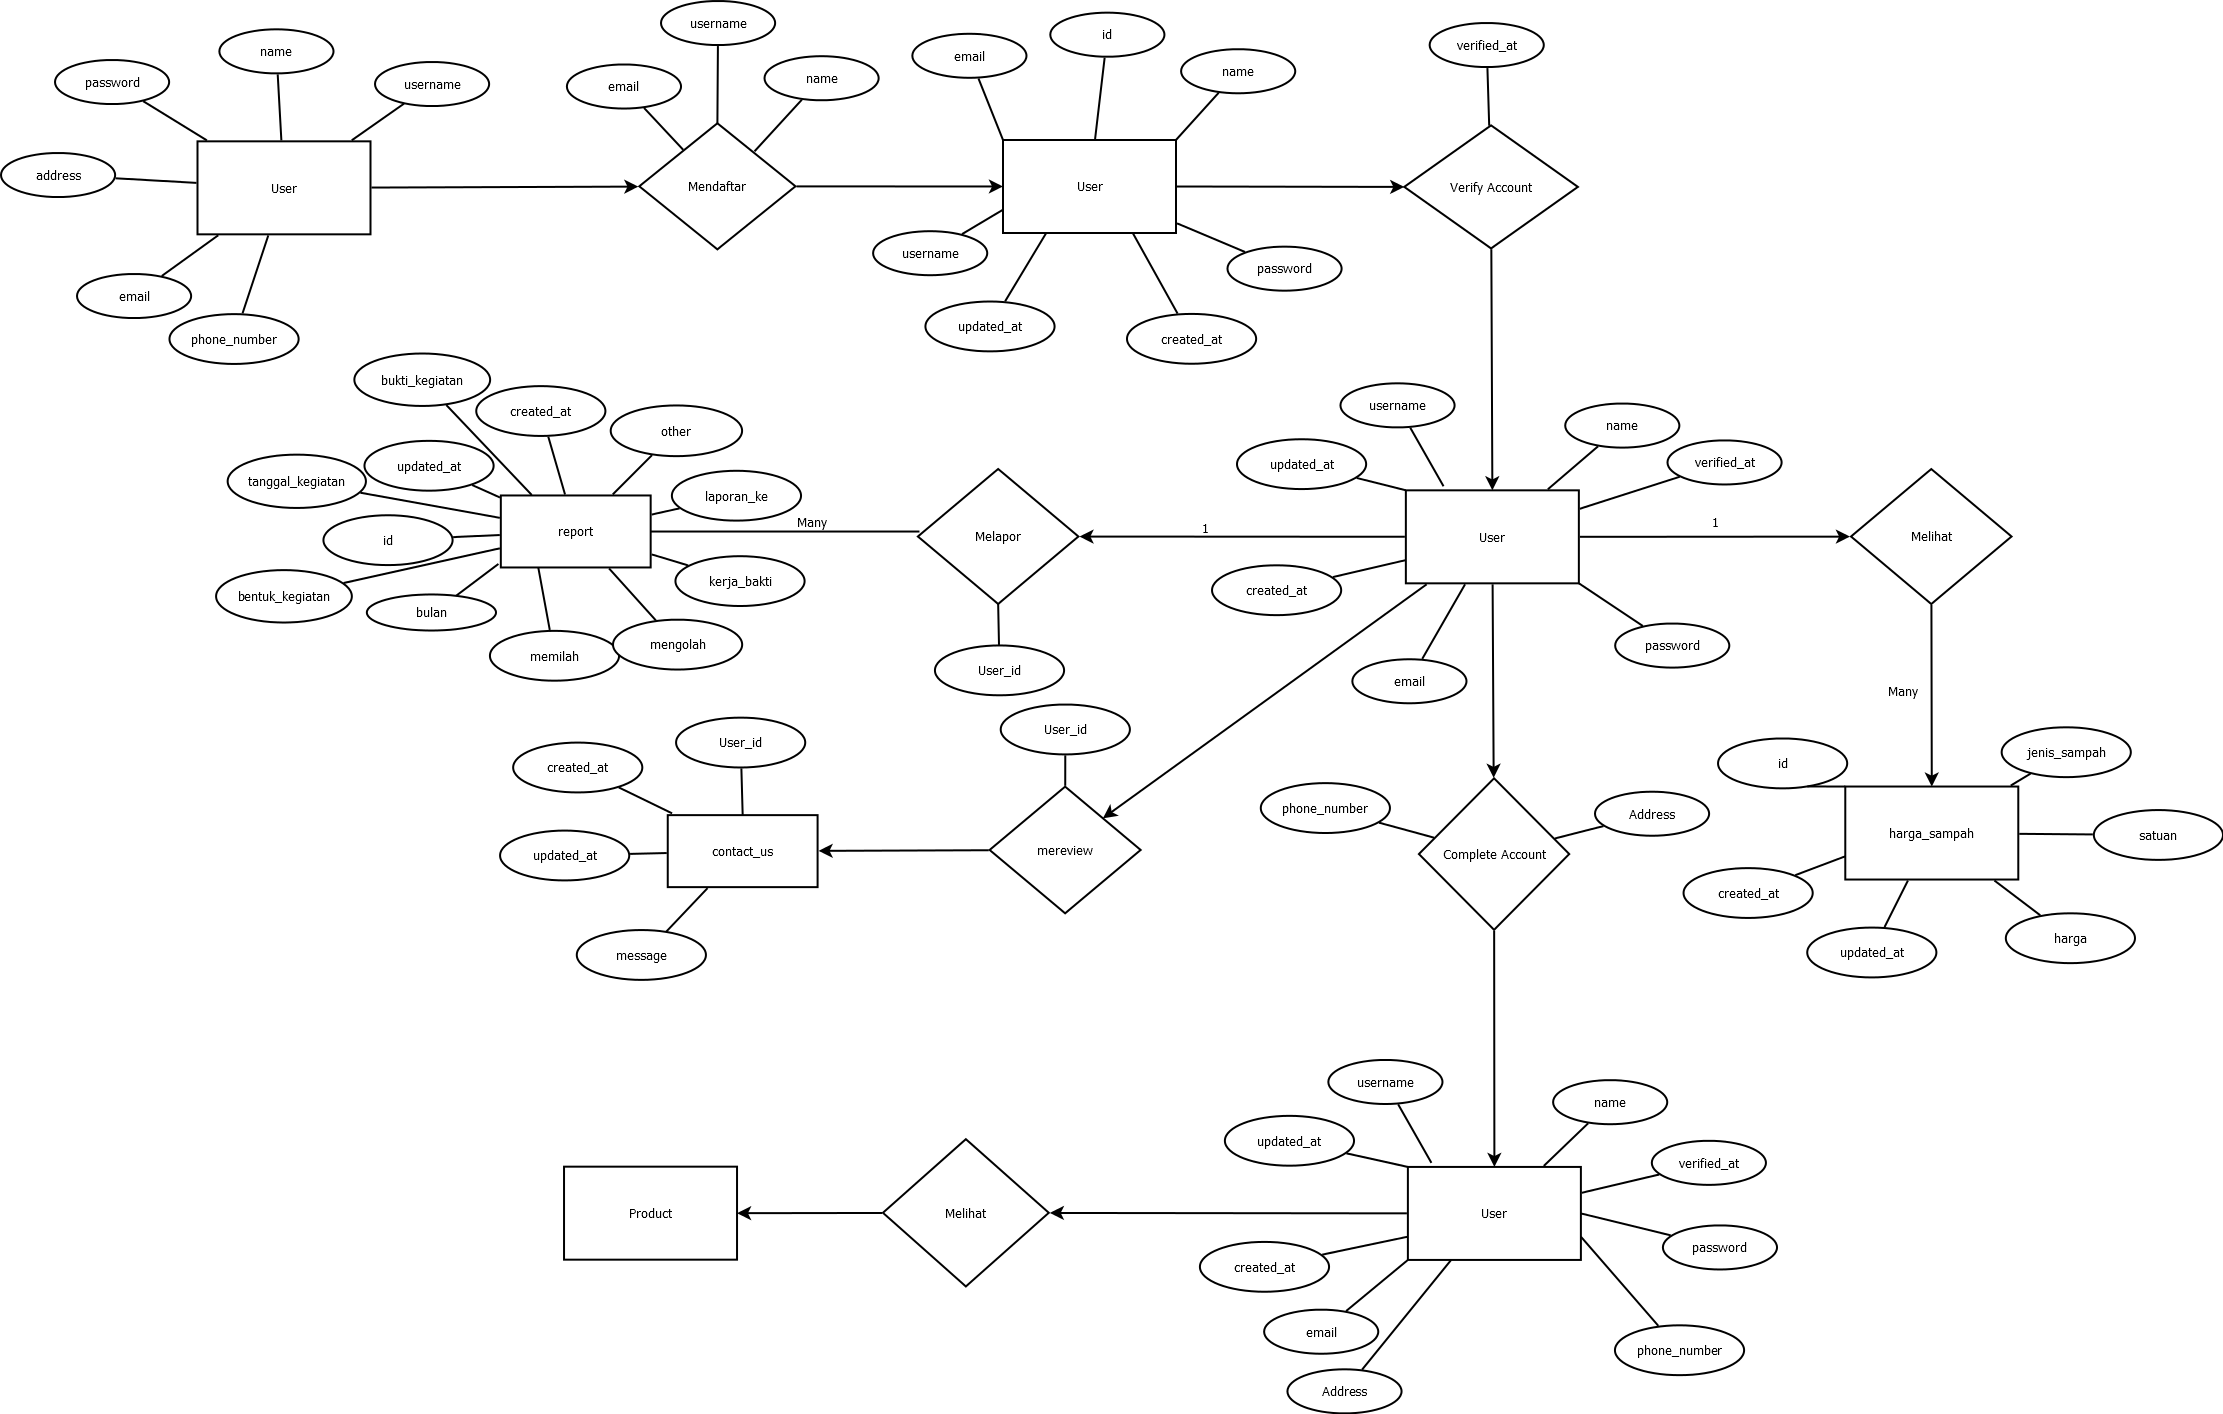 username
name
email
id
verified_at
password
username
email
name
email
name
address
User
Mendaftar
User
Verify Account
username
password
email
phone_number
updated_at
created_at
bukti_kegiatan
created_at
other
username
name
updated_at
tanggal_kegiatan
laporan_ke
updated_at
verified_at
id
report
Many
Melapor
1
User
1
Melihat
bentuk_kegiatan
bulan
kerja_bakti
created_at
memilah
mengolah
User_id
email
password
Many
created_at
User_id
User_id
id
jenis_sampah
updated_at
contact_us
mereview
phone_number
Address
Complete Account
harga_sampah
satuan
created_at
message
updated_at
harga
username
name
updated_at
verified_at
Product
Melihat
User
password
created_at
email
phone_number
Address